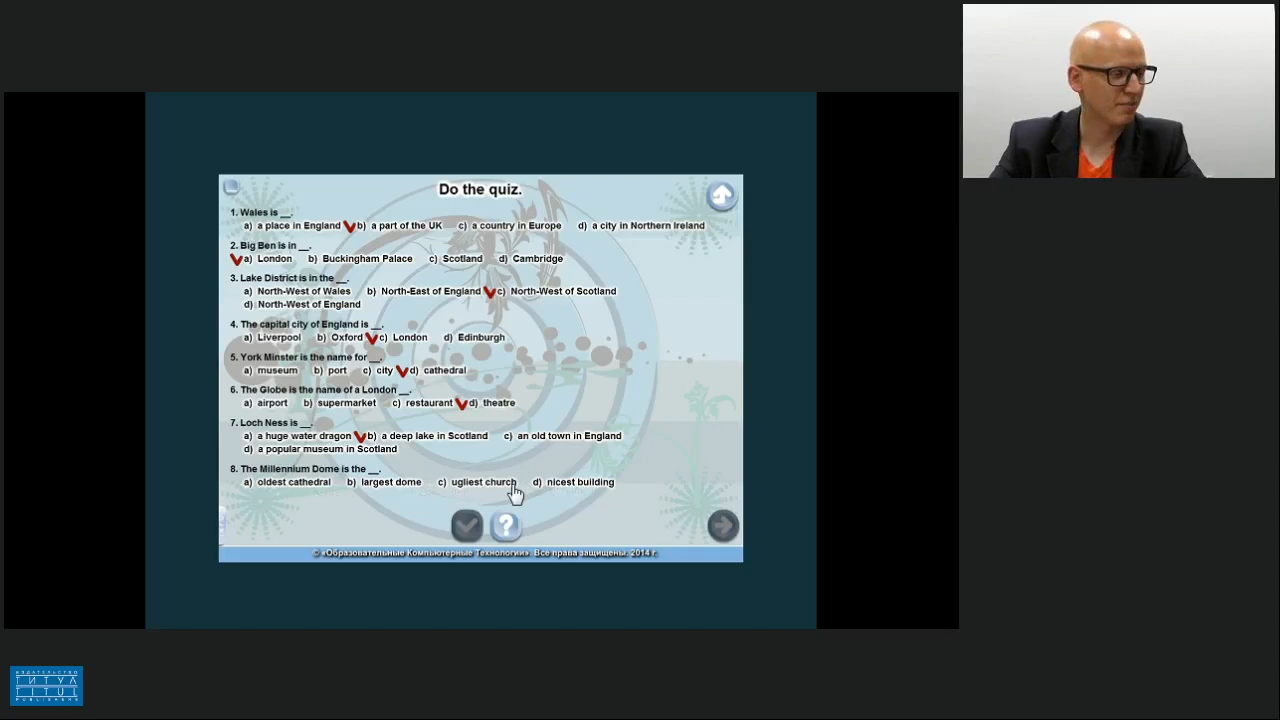 Do the quiz.
1. Wales is __.
a) a place in England b) a part of the UK c) a country in Europe d) a city in Northern Ireland
2. Big Ben is in __.
a) London b) Buckingham Palace c) Scotland d) Cambridge
3. Lake District is in the __.
a) North-West of Wales b) North-East of England c) North-West of Scotland
d) North-West of England
4. The capital city of England is __.
a) Liverpool b) Oxford c) London d) Edinburgh
5. York Minster is the name for __.
a) museum b) port c) city d) cathedral
6. The Globe is the name of a London __.
a) airport b) supermarket c) restaurant d) theatre
7. Loch Ness is __.
a) a huge water dragon b) a deep lake in Scotland c) an old town in England
d) a popular museum in Scotland
8. The Millennium Dome is the __.
a) oldest cathedral b) largest dome c) ugliest church d) nicest building
?
© «Образовательные Компьютерные Технологии». Все права защищены. 2014 г.
ИЗДАТЕЛЬСТВО
ТИТУЛ
TITUL
PUBLISHERS